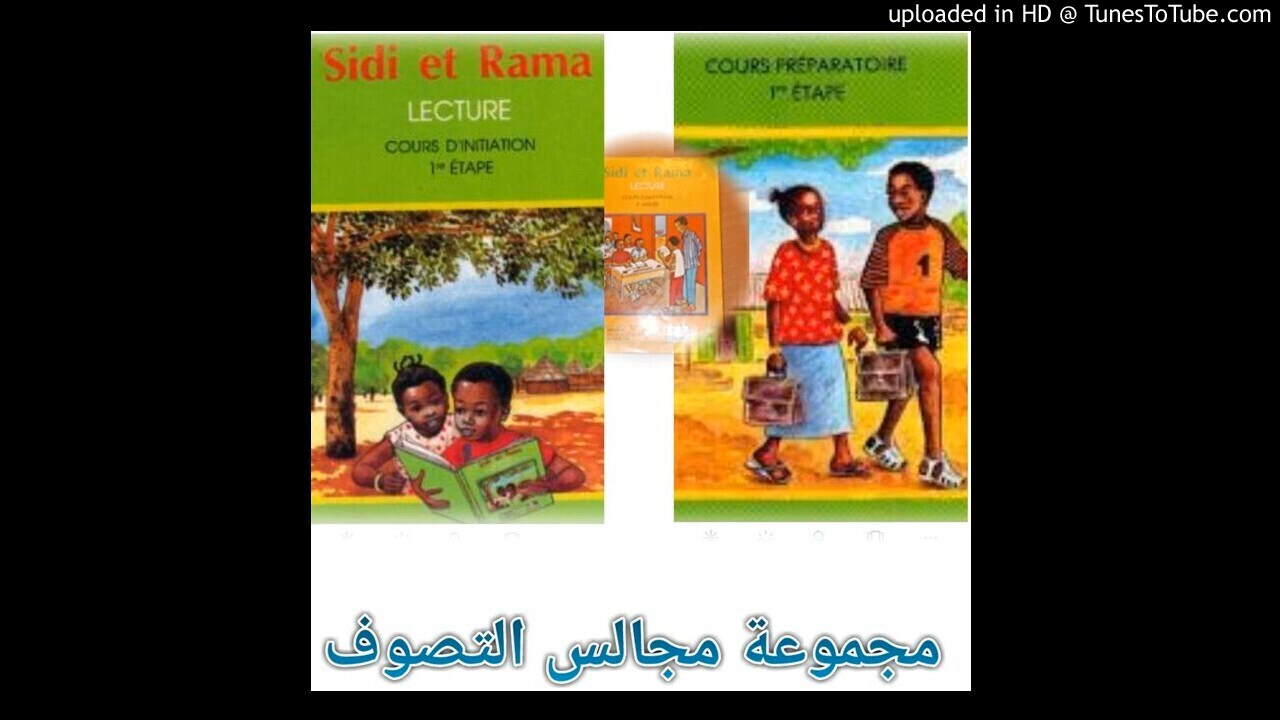 uploaded in HD @ TunesToTube.com
Sidi et Rama
LECTURE
COURS D'INITIATION
1re ÉTAPE
Sidi et Rama
LECTURE
COURS PRÉPARATOIRE
1re ÉTAPE
1
مجموعة مجالس التصوف